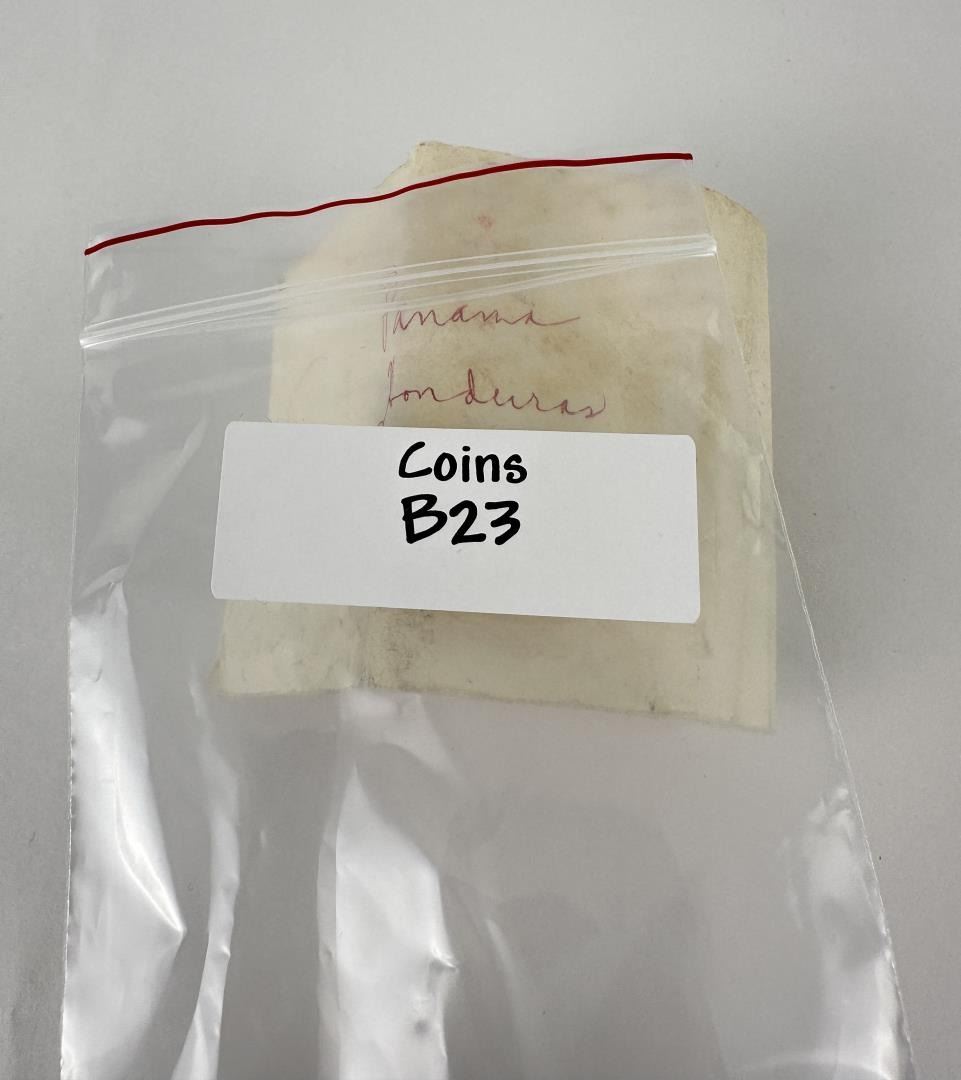 Panama
Honduras
Coins
B23